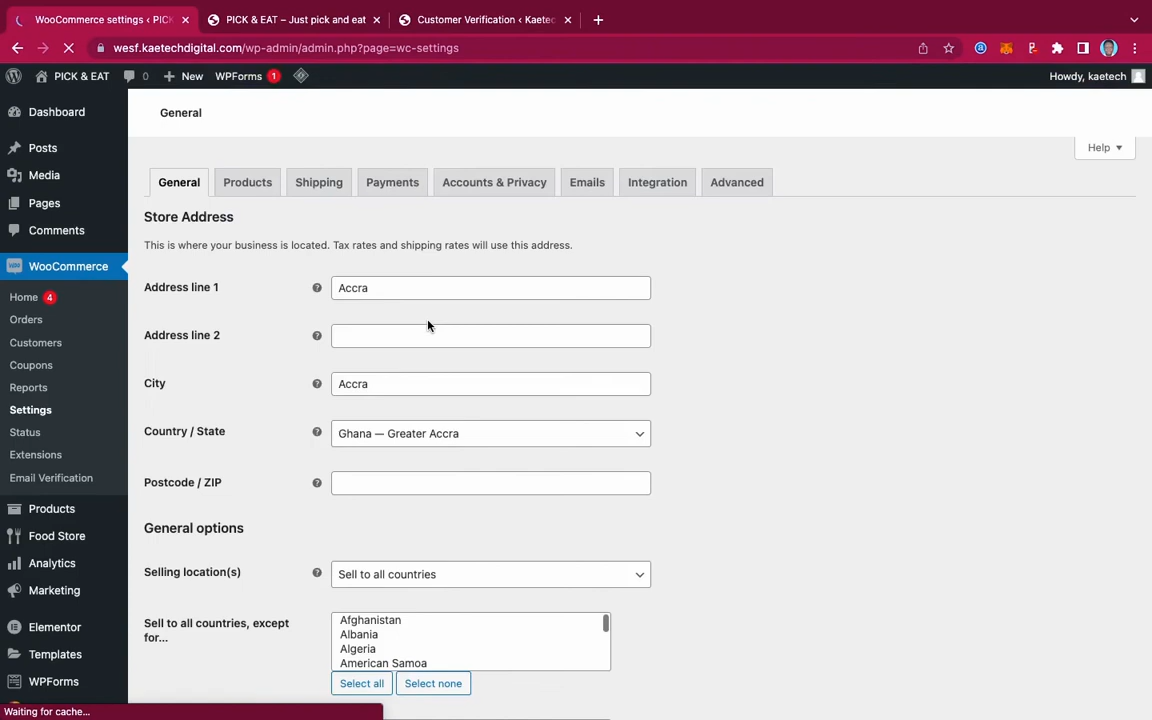 WooCommerce settings ‹ PICK
PICK & EAT – Just pick and eat
Customer Verification ‹ Kaetec
wesf.kaetechdigital.com/wp-admin/admin.php?page=wc-settings
PICK & EAT
0
New
WPForms 1
Howdy, kaetech
Dashboard
Posts
Media
Pages
Comments
WooCommerce
Home 4
Orders
Customers
Coupons
Reports
Settings
Status
Extensions
Email Verification
Products
Food Store
Analytics
Marketing
Elementor
Templates
WPForms
General
Help
General Products Shipping Payments Accounts & Privacy Emails Integration Advanced
Store Address
This is where your business is located. Tax rates and shipping rates will use this address.
Address line 1 Accra
Address line 2
City Accra
Country / State Ghana — Greater Accra
Postcode / ZIP
General options
Selling location(s) Sell to all countries
Sell to all countries, except
for...
Afghanistan
Albania
Algeria
American Samoa
Select all Select none
Waiting for cache...